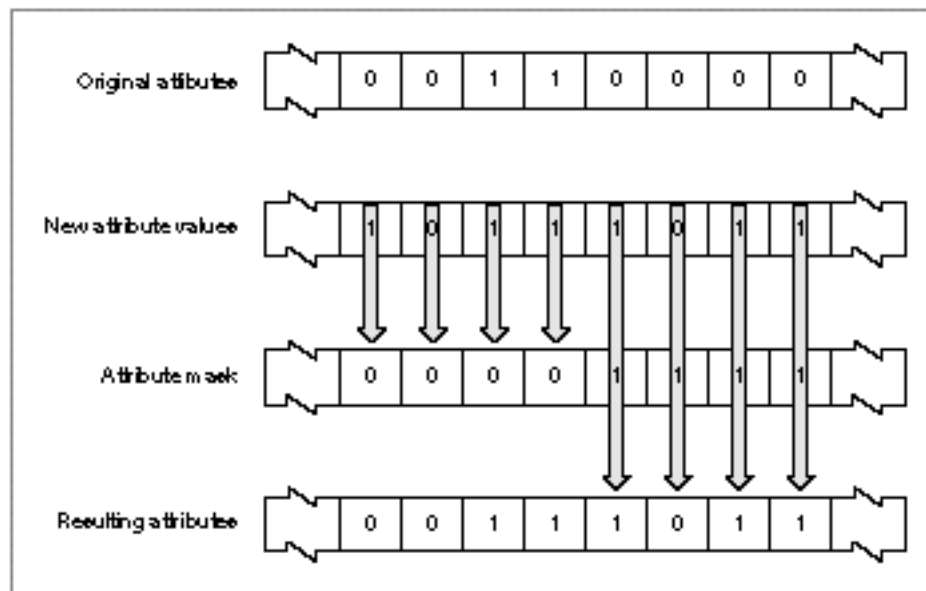 Original attibutes 0 0 1 1 0 0 0 0
New attribute values 1 0 1 1 1 0 1 1
Attribute mask 0 0 0 0 1 1 1 1
Resulting attributes 0 0 1 1 1 0 1 1